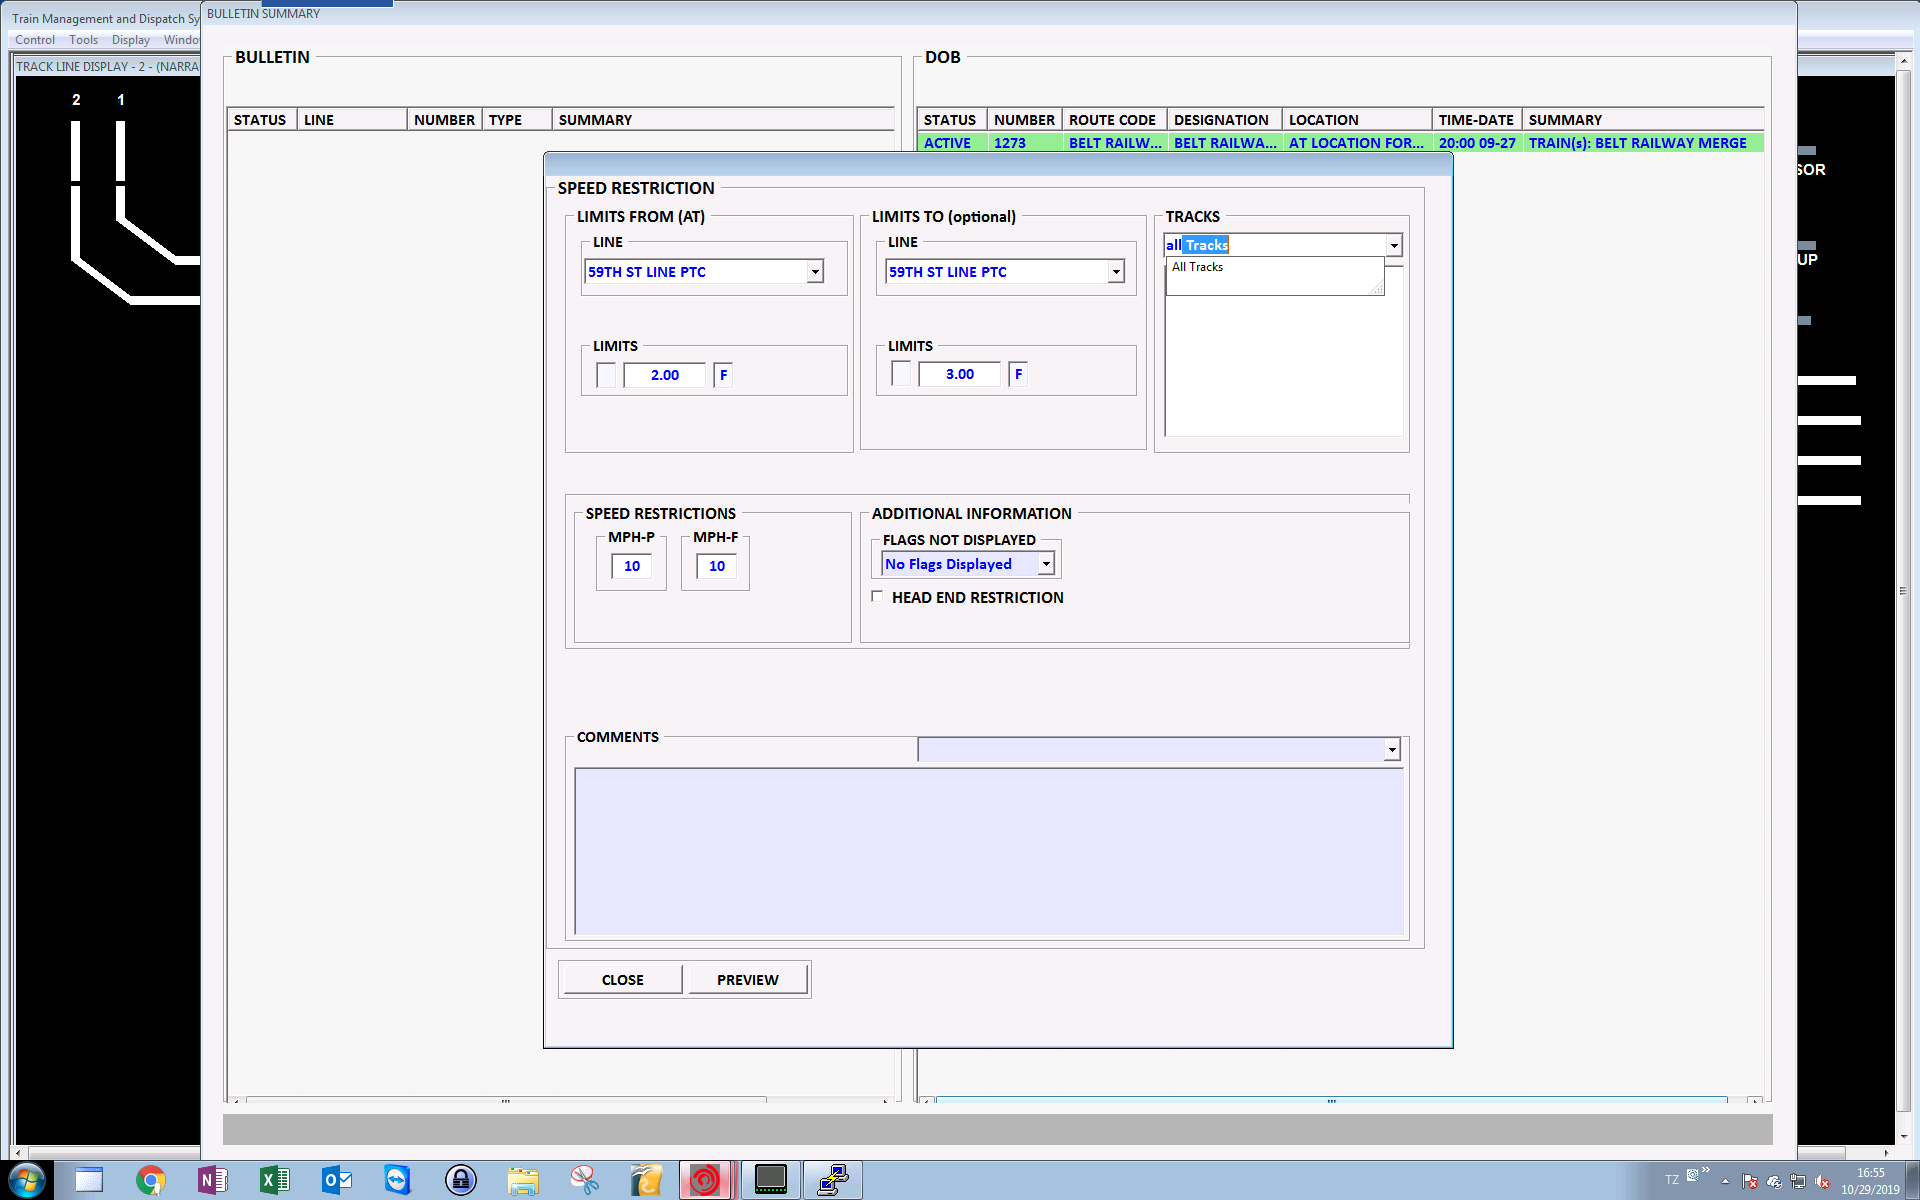 BULLETIN SUMMARY
Train Management and Dispatch Sy
Control Tools Display Windo
TRACK LINE DISPLAY - 2 - (NARRA
2 1
BULLETIN
STATUS LINE NUMBER TYPE SUMMARY
DOB
STATUS NUMBER ROUTE CODE DESIGNATION LOCATION TIME-DATE SUMMARY
ACTIVE 1273 BELT RAILW... BELT RAILWA... AT LOCATION FOR... 20:00 09-27 TRAIN(s): BELT RAILWAY MERGE
SOR
UP
SPEED RESTRICTION
LIMITS FROM (AT)
LINE
59TH ST LINE PTC
LIMITS
2.00 F
LIMITS TO (optional)
LINE
59TH ST LINE PTC
LIMITS
3.00 F
TRACKS
all Tracks
All Tracks
SPEED RESTRICTIONS
MPH-P MPH-F
10 10
ADDITIONAL INFORMATION
FLAGS NOT DISPLAYED
No Flags Displayed
HEAD END RESTRICTION
COMMENTS
CLOSE PREVIEW
TZ
16:55
10/29/2019